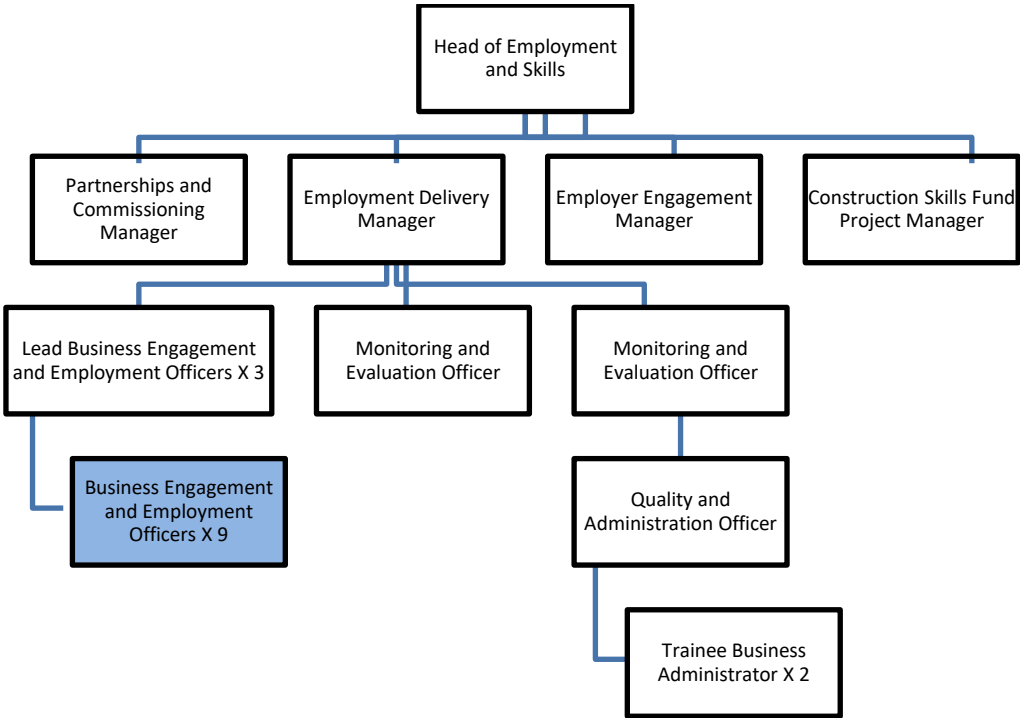 Head of Employment
and Skills
Partnerships and
Commissioning
Manager
Employment Delivery
Manager
Employer Engagement
Manager
Construction Skills Fund
Project Manager
Lead Business Engagement
and Employment Officers X 3
Monitoring and
Evaluation Officer
Monitoring and
Evaluation Officer
Business Engagement
and Employment
Officers X 9
Quality and
Administration Officer
Trainee Business
Administrator X 2